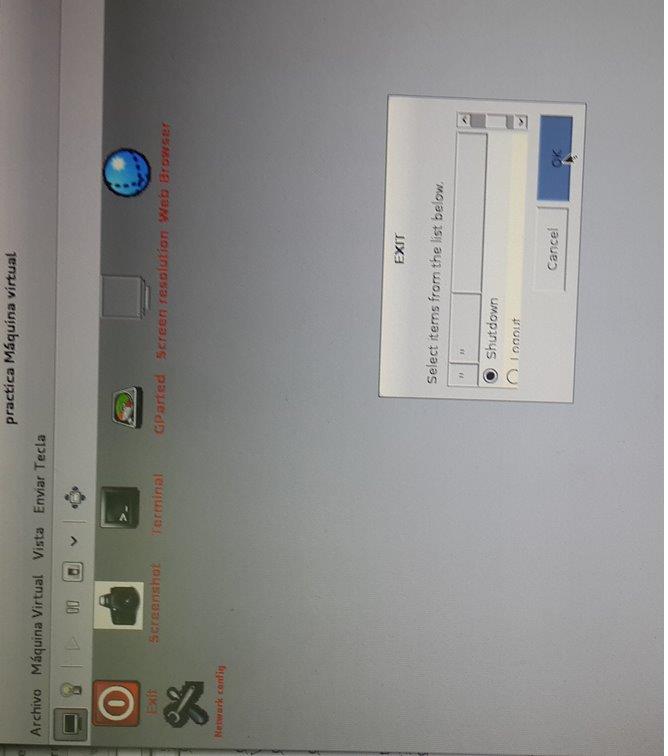 practica Máquina virtual
Archivo Máquina Virtual Vista Enviar Tecla
Exit Screenshot Terminal GParted Screen resolution Web Browser
Network config
EXIT
Select items from the list below.
" "
Shutdown
Logout
Cancel OK